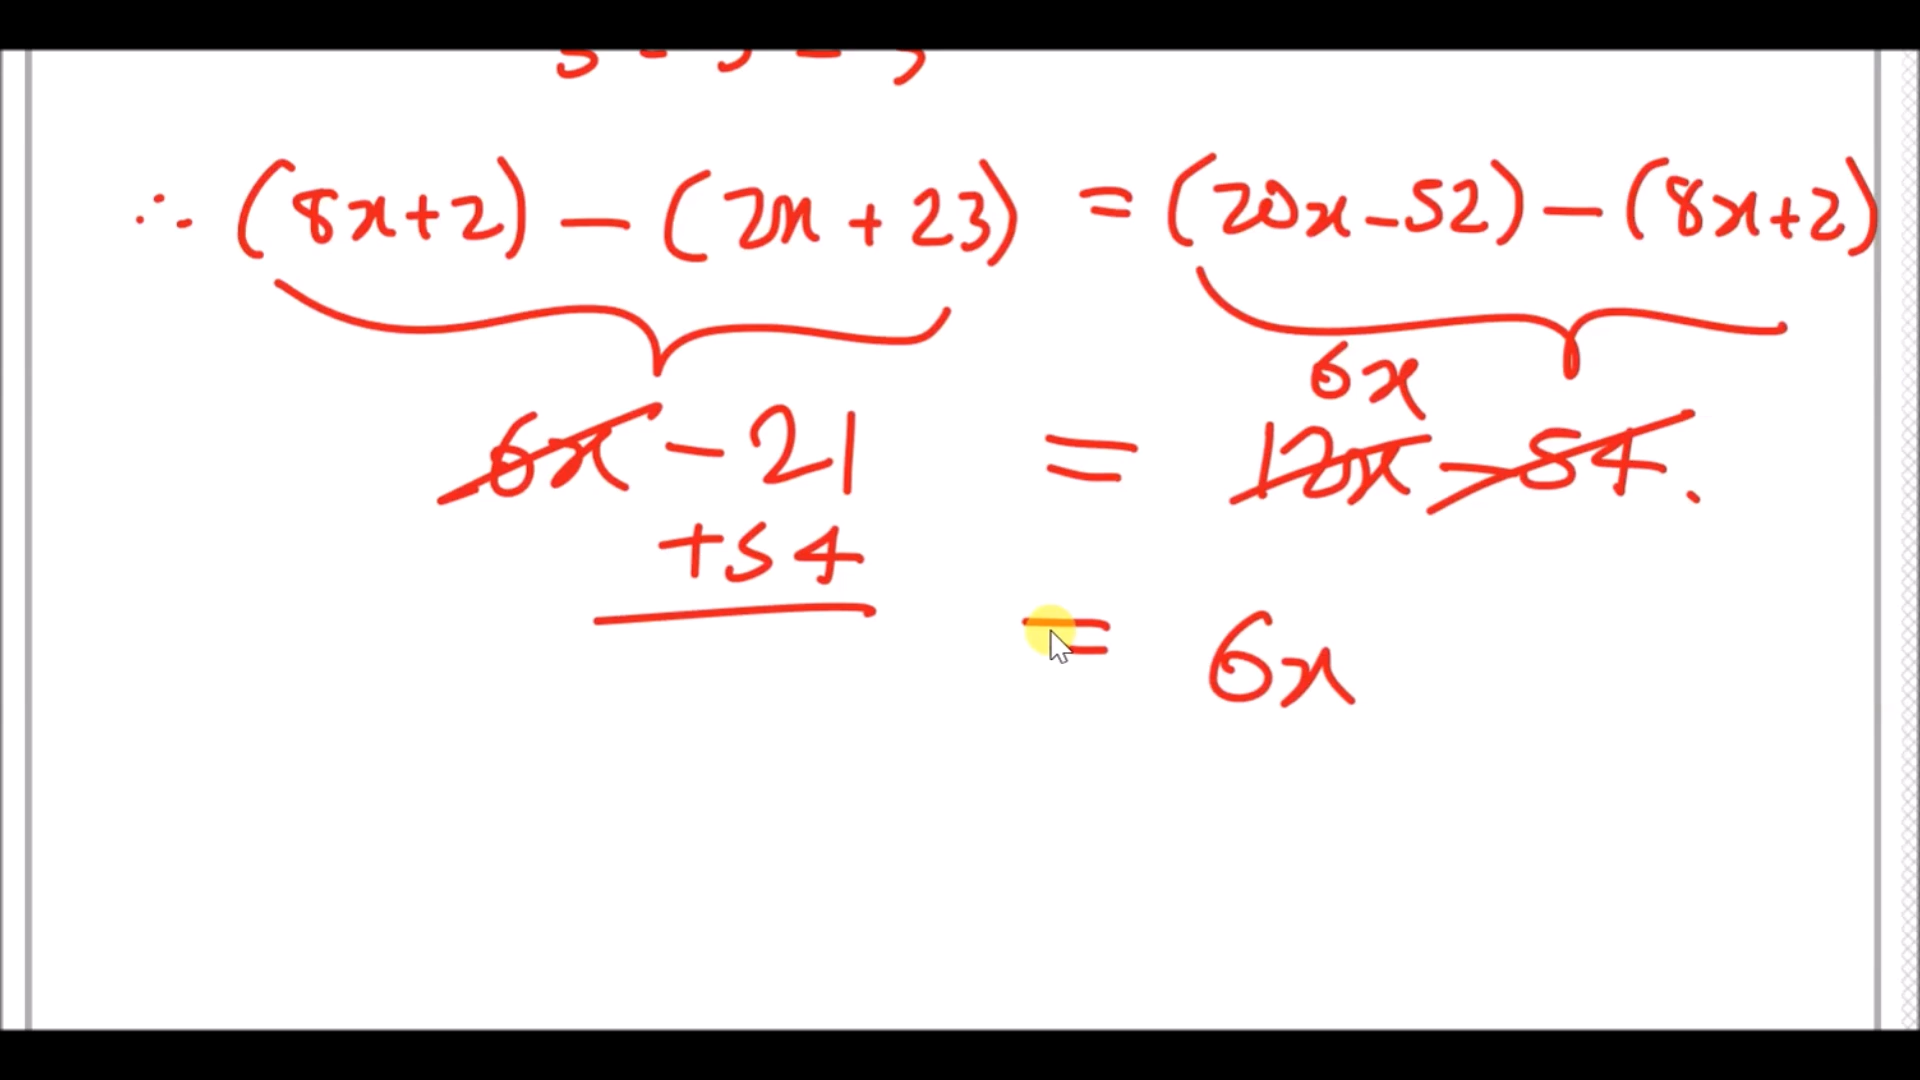 ∴ (8x+2) - (2x+23) = (20x-52) - (8x+2)
6x
6x - 21 = 12x - 54.
+54
= 6x